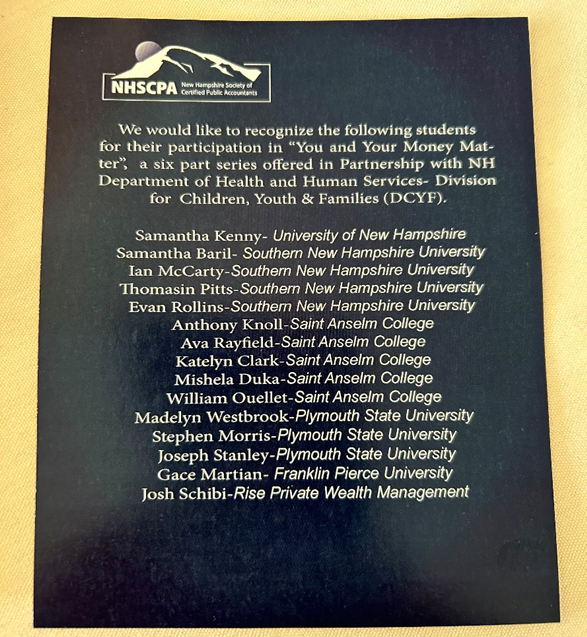 NHSCPA New Hampshire Society of
Certified Public Accountants
We would like to recognize the following students
for their participation in “You and Your Money Mat-
ter”, a six part series offered in Partnership with NH
Department of Health and Human Services- Division
for Children, Youth & Families (DCYF).
Samantha Kenny- University of New Hampshire
Samantha Baril- Southern New Hampshire University
Ian McCarty-Southern New Hampshire University
Thomasin Pitts-Southern New Hampshire University
Evan Rollins-Southern New Hampshire University
Anthony Knoll-Saint Anselm College
Ava Rayfield-Saint Anselm College
Katelyn Clark-Saint Anselm College
Mishela Duka-Saint Anselm College
William Ouellet-Saint Anselm College
Madelyn Westbrook-Plymouth State University
Stephen Morris-Plymouth State University
Joseph Stanley-Plymouth State University
Gace Martian- Franklin Pierce University
Josh Schibi-Rise Private Wealth Management